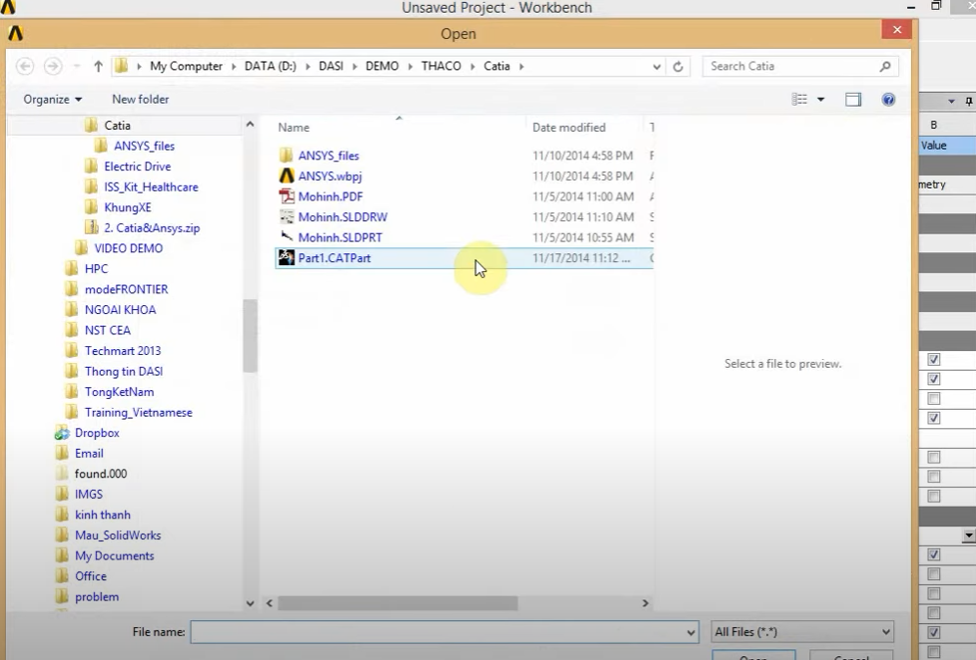 Unsaved Project - Workbench
Open
My Computer DATA (D:) DASI DEMO THACO Catia
Search Catia
Organize New folder
B
Value
metry
Catia
ANSYS_files
Electric Drive
ISS_Kit_Healthcare
KhungXE
2. Catia&Ansys.zip
VIDEO DEMO
HPC
modeFRONTIER
NGOAI KHOA
NST CEA
Techmart 2013
Thong tin DASI
TongKetNam
Training_Vietnamese
Dropbox
Email
found.000
IMGS
kinh thanh
Mau_SolidWorks
My Documents
Office
problem
Name Date modified T
ANSYS_files 11/10/2014 4:58 PM F
ANSYS.wbpj 11/10/2014 4:58 PM A
Mohinh.PDF 11/5/2014 11:00 AM A
Mohinh.SLDDRW 11/5/2014 11:10 AM S
Mohinh.SLDPRT 11/5/2014 10:55 AM S
Part1.CATPart 11/17/2014 11:12 ... C
Select a file to preview.
File name: All Files (*.*)
Open Cancel